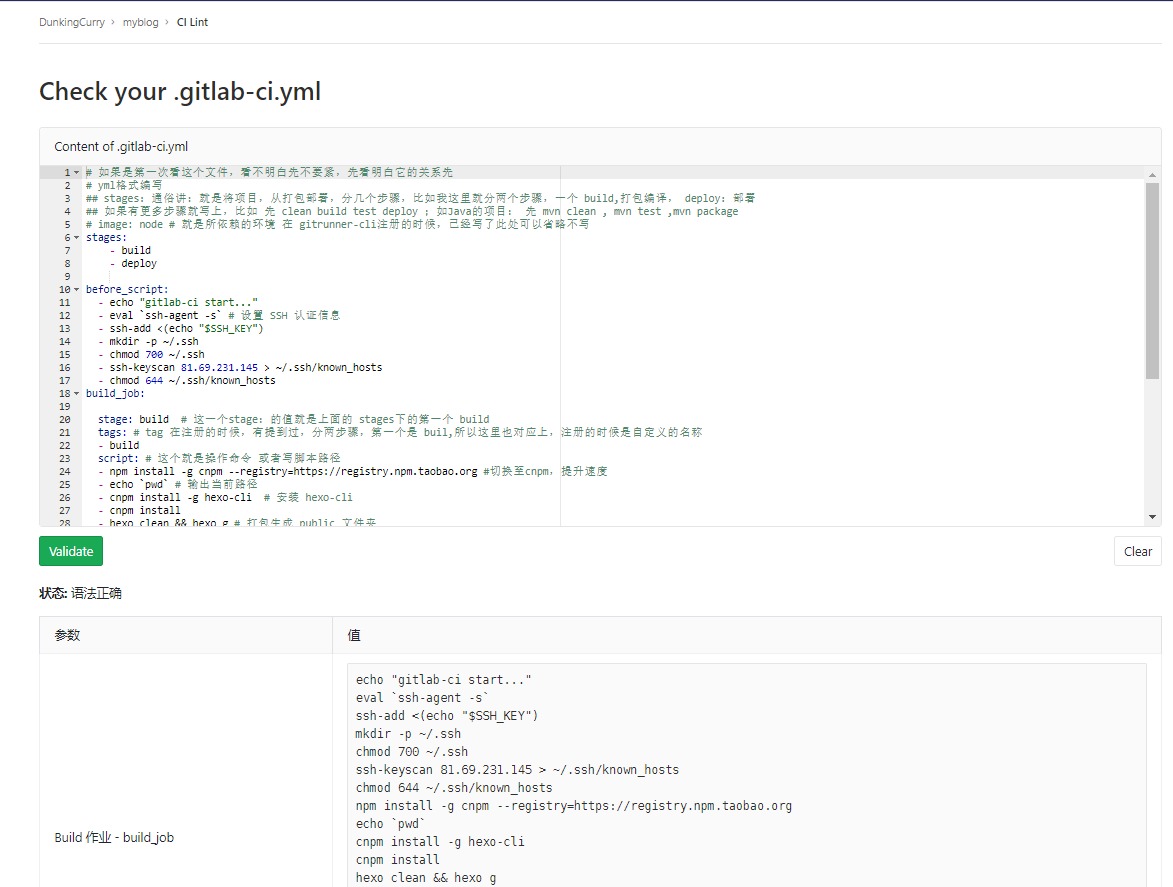 DunkingCurry › myblog › CI Lint
Check your .gitlab-ci.yml
Content of .gitlab-ci.yml
1 # 如果是第一次看这个文件，看不明白先不要紧，先看明白它的关系先
2 # yml格式编写
3 ## stages：通俗讲：就是将项目，从打包部署，分几个步骤，比如我这里就分两个步骤，一个 build,打包编译， deploy：部署
4 ## 如果有更多步骤就写上，比如 先 clean build test deploy ；如Java的项目： 先 mvn clean , mvn test ,mvn package
5 # image: node # 就是所依赖的环境 在 gitrunner-cli注册的时候，已经写了此处可以省略不写
6 stages:
7 - build
8 - deploy
9
10 before_script:
11 - echo "gitlab-ci start..."
12 - eval `ssh-agent -s` # 设置 SSH 认证信息
13 - ssh-add <(echo "$SSH_KEY")
14 - mkdir -p ~/.ssh
15 - chmod 700 ~/.ssh
16 - ssh-keyscan 81.69.231.145 > ~/.ssh/known_hosts
17 - chmod 644 ~/.ssh/known_hosts
18 build_job:
19
20 stage: build # 这一个stage：的值就是上面的 stages下的第一个 build
21 tags: # tag 在注册的时候，有提到过，分两步骤，第一个是 buil,所以这里也对应上，注册的时候是自定义的名称
22 - build
23 script: # 这个就是操作命令 或者写脚本路径
24 - npm install -g cnpm --registry=https://registry.npm.taobao.org #切换至cnpm，提升速度
25 - echo `pwd` # 输出当前路径
26 - cnpm install -g hexo-cli # 安装 hexo-cli
27 - cnpm install
28 - hexo clean && hexo g # 打包生成 public 文件夹
Validate
Clear
状态: 语法正确
参数 值
echo "gitlab-ci start..."
eval `ssh-agent -s`
ssh-add <(echo "$SSH_KEY")
mkdir -p ~/.ssh
chmod 700 ~/.ssh
ssh-keyscan 81.69.231.145 > ~/.ssh/known_hosts
chmod 644 ~/.ssh/known_hosts
npm install -g cnpm --registry=https://registry.npm.taobao.org
echo `pwd`
Build 作业 - build_job
cnpm install -g hexo-cli
cnpm install
hexo clean && hexo g